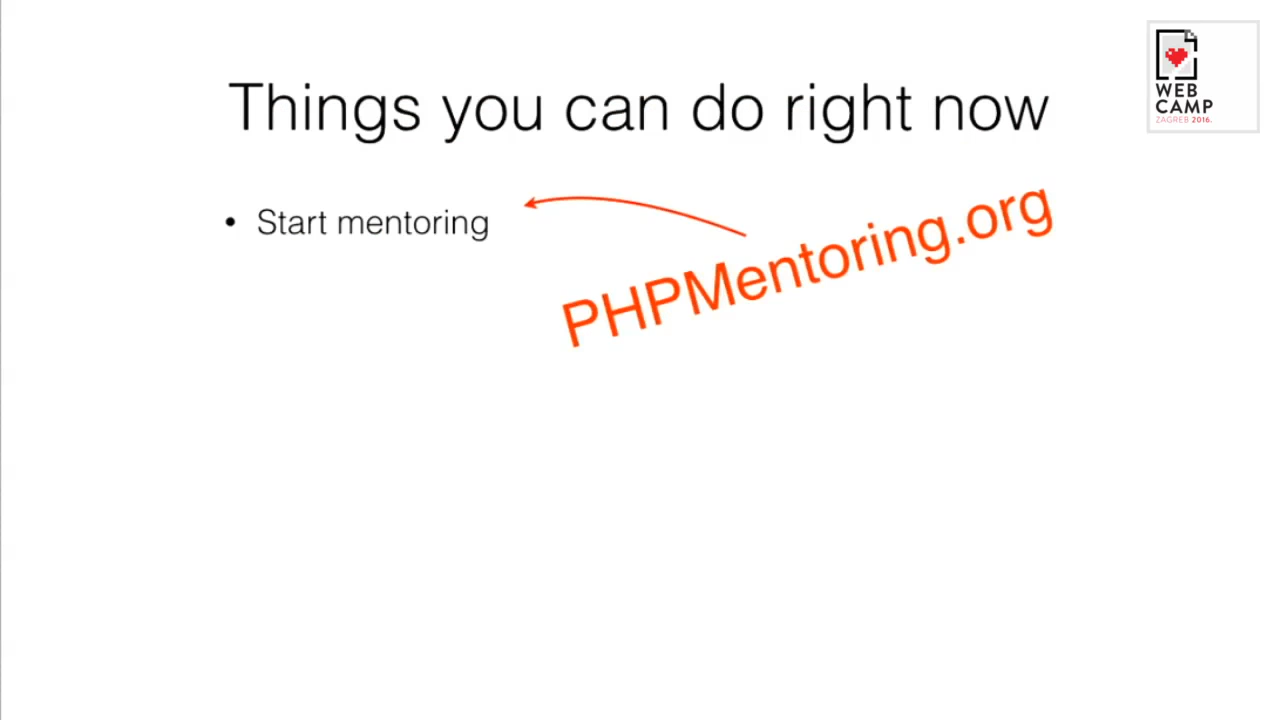 Things you can do right now
• Start mentoring
PHPMentoring.org
WEB
CAMP
ZAGREB 2016.